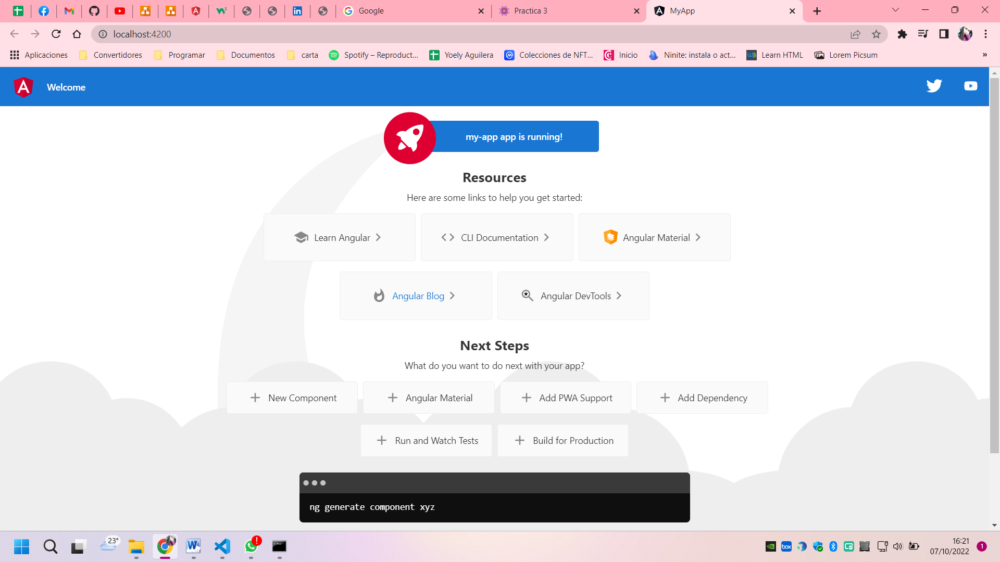 Google
Practica 3
MyApp
localhost:4200
Aplicaciones
Convertidores
Programar
Documentos
carta
Spotify – Reproduct...
Yoely Aguilera
Colecciones de NFT...
Inicio
Ninite: instala o act...
Learn HTML
Lorem Picsum
»
Welcome
my-app app is running!
Resources
Here are some links to help you get started:
Learn Angular
CLI Documentation
Angular Material
Angular Blog
Angular DevTools
Next Steps
What do you want to do next with your app?
New Component
Angular Material
Add PWA Support
Add Dependency
Run and Watch Tests
Build for Production
ng generate component xyz
23°
box
16:21
07/10/2022
1